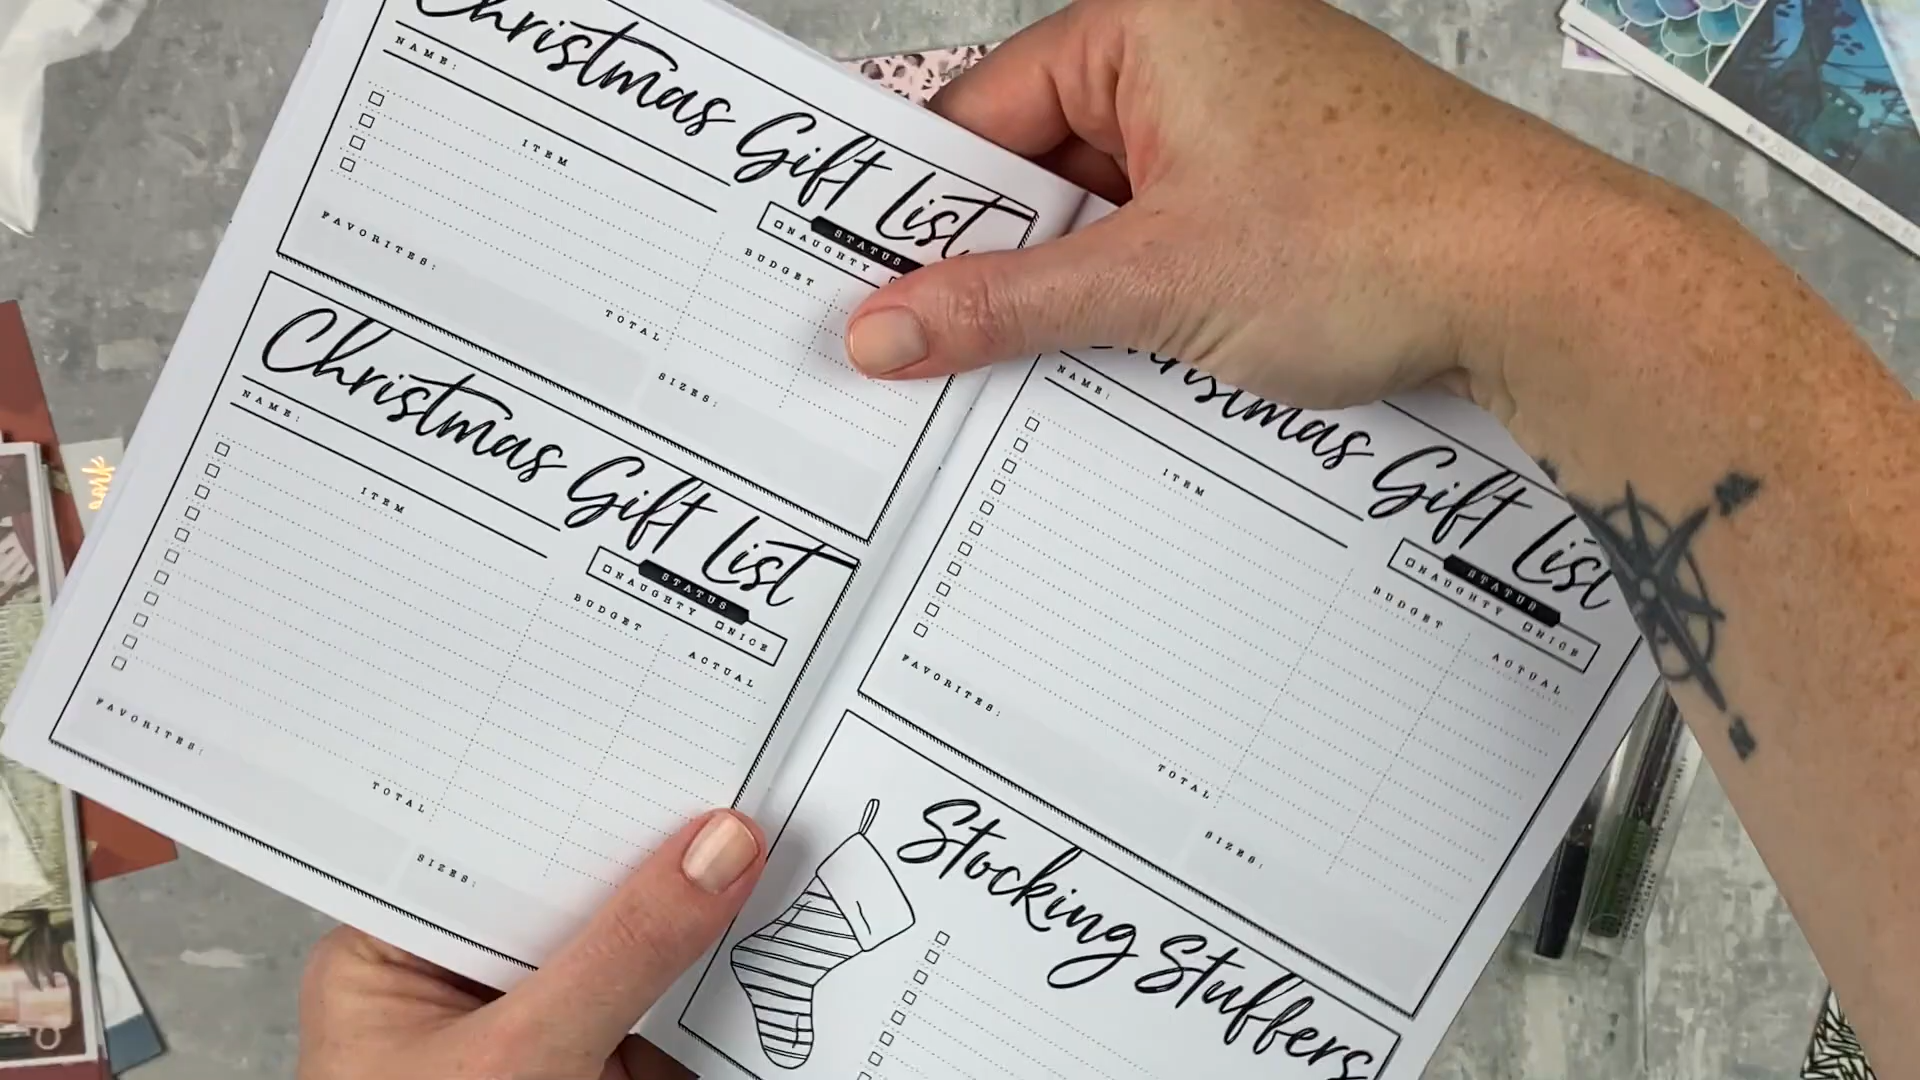 Christmas Gift List
NAME:
STATUS
NAUGHTY
ITEM
BUDGET
TOTAL
FAVORITES:
SIZES:
Christmas Gift List
NAME:
STATUS
NAUGHTY NICE
ITEM
BUDGET
ACTUAL
TOTAL
FAVORITES:
SIZES:
Christmas Gift List
NAME:
STATUS
NAUGHTY NICE
ITEM
BUDGET
ACTUAL
TOTAL
FAVORITES:
SIZES:
Stocking Stuffers